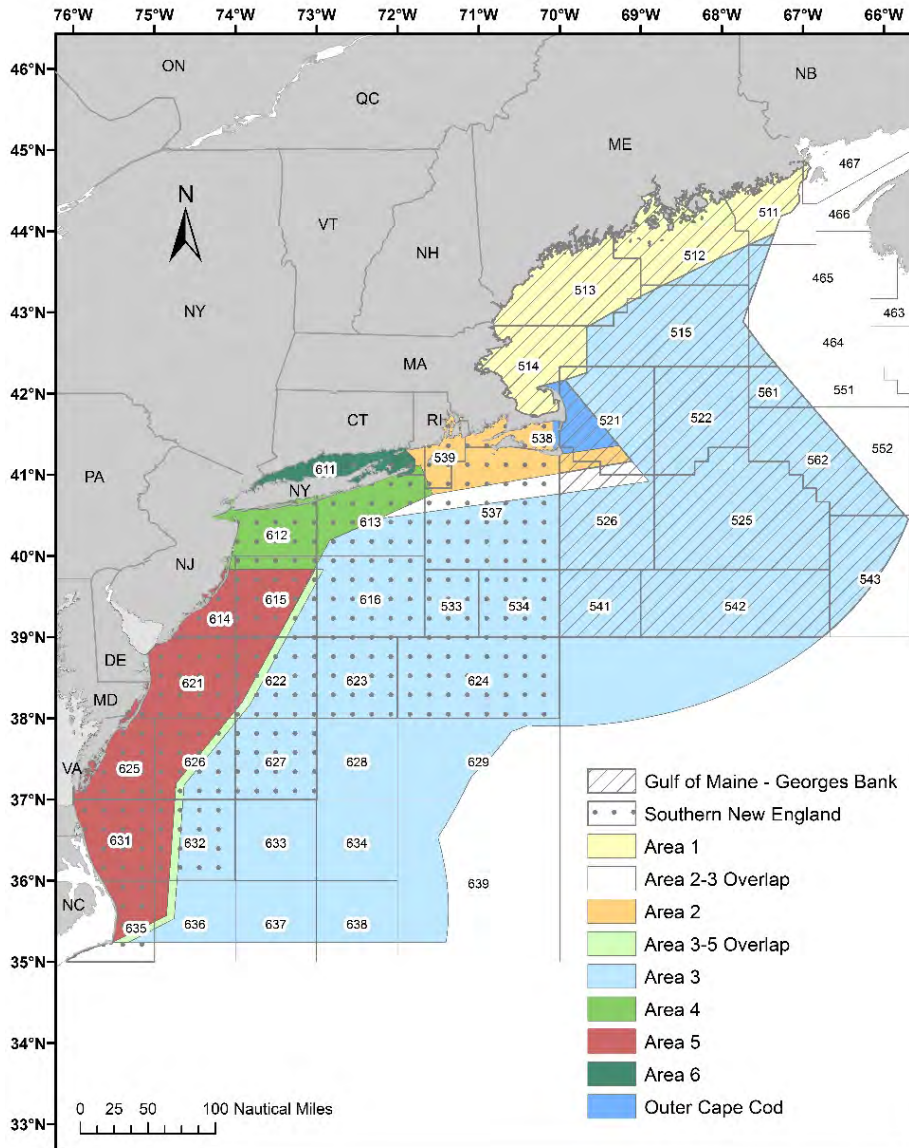 76°W 75°W 74°W 73°W 72°W 71°W 70°W 69°W 68°W 67°W 66°W
46°N
45°N
44°N
43°N
42°N
41°N
40°N
39°N
38°N
37°N
36°N
35°N
34°N
33°N
ON
QC
NB
ME
467
N
VT
466
511
512
NH
465
513
NY
463
464
515
MA
514
551
561
CT
RI
521
522
538
539
552
562
611
PA
NY
537
613
526
525
612
543
NJ
615
616
533
534
541
542
614
DE
621
622
623
624
MD
VA
625
626
627
628
629
631
632
633
634
639
NC
635
636
637
638
Gulf of Maine - Georges Bank
Southern New England
Area 1
Area 2-3 Overlap
Area 2
Area 3-5 Overlap
Area 3
Area 4
Area 5
Area 6
Outer Cape Cod
0 25 50 100 Nautical Miles